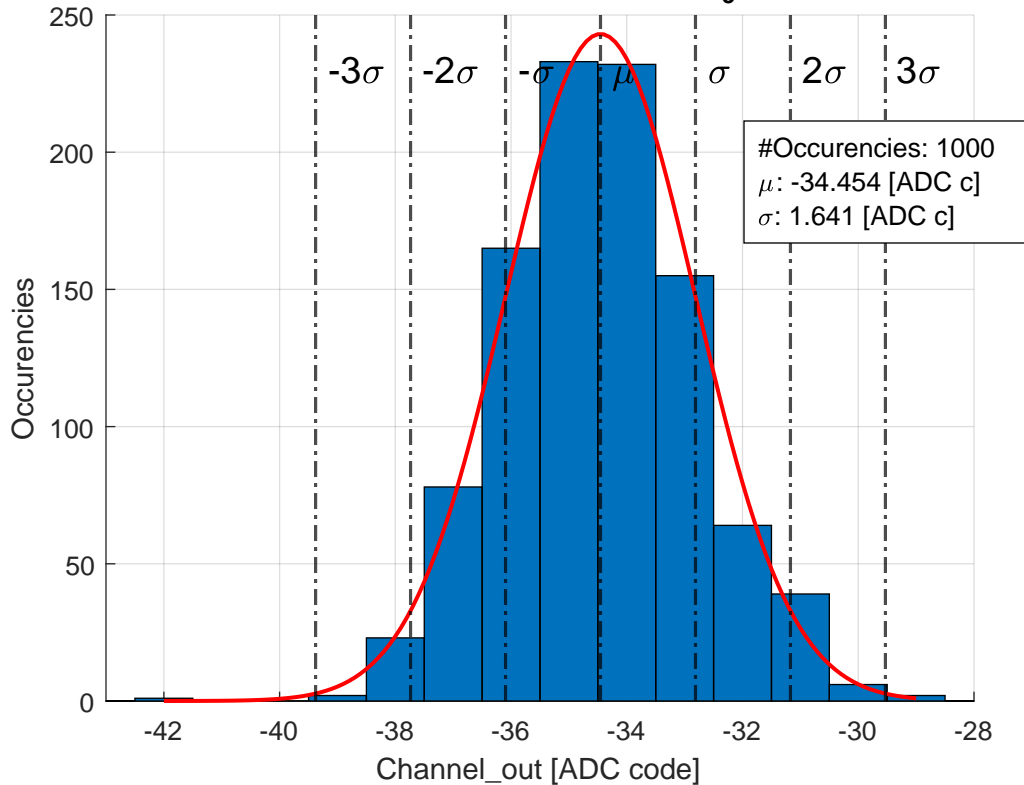 250
200
150
100
50
0
Occurencies
-3σ -2σ -σ μ σ 2σ 3σ
#Occurencies: 1000
μ: -34.454 [ADC c]
σ: 1.641 [ADC c]
-42 -40 -38 -36 -34 -32 -30 -28
Channel_out [ADC code]